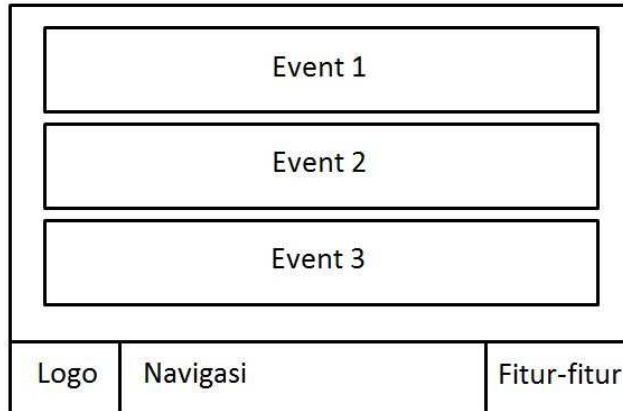 Event 1
Event 2
Event 3
Logo
Navigasi
Fitur-fitur